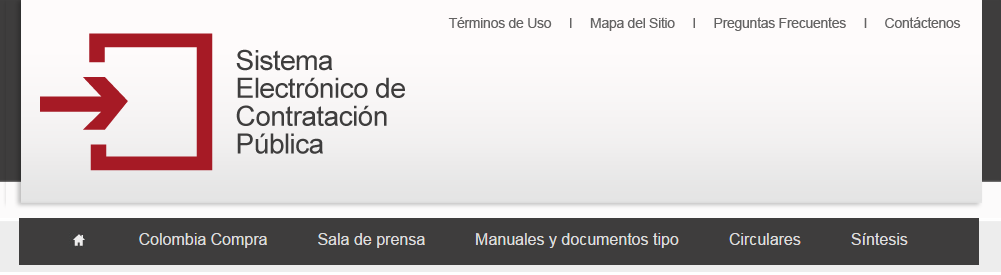 Términos de Uso I Mapa del Sitio I Preguntas Frecuentes I Contáctenos
Sistema
Electrónico de
Contratación
Pública
Colombia Compra Sala de prensa Manuales y documentos tipo Circulares Síntesis